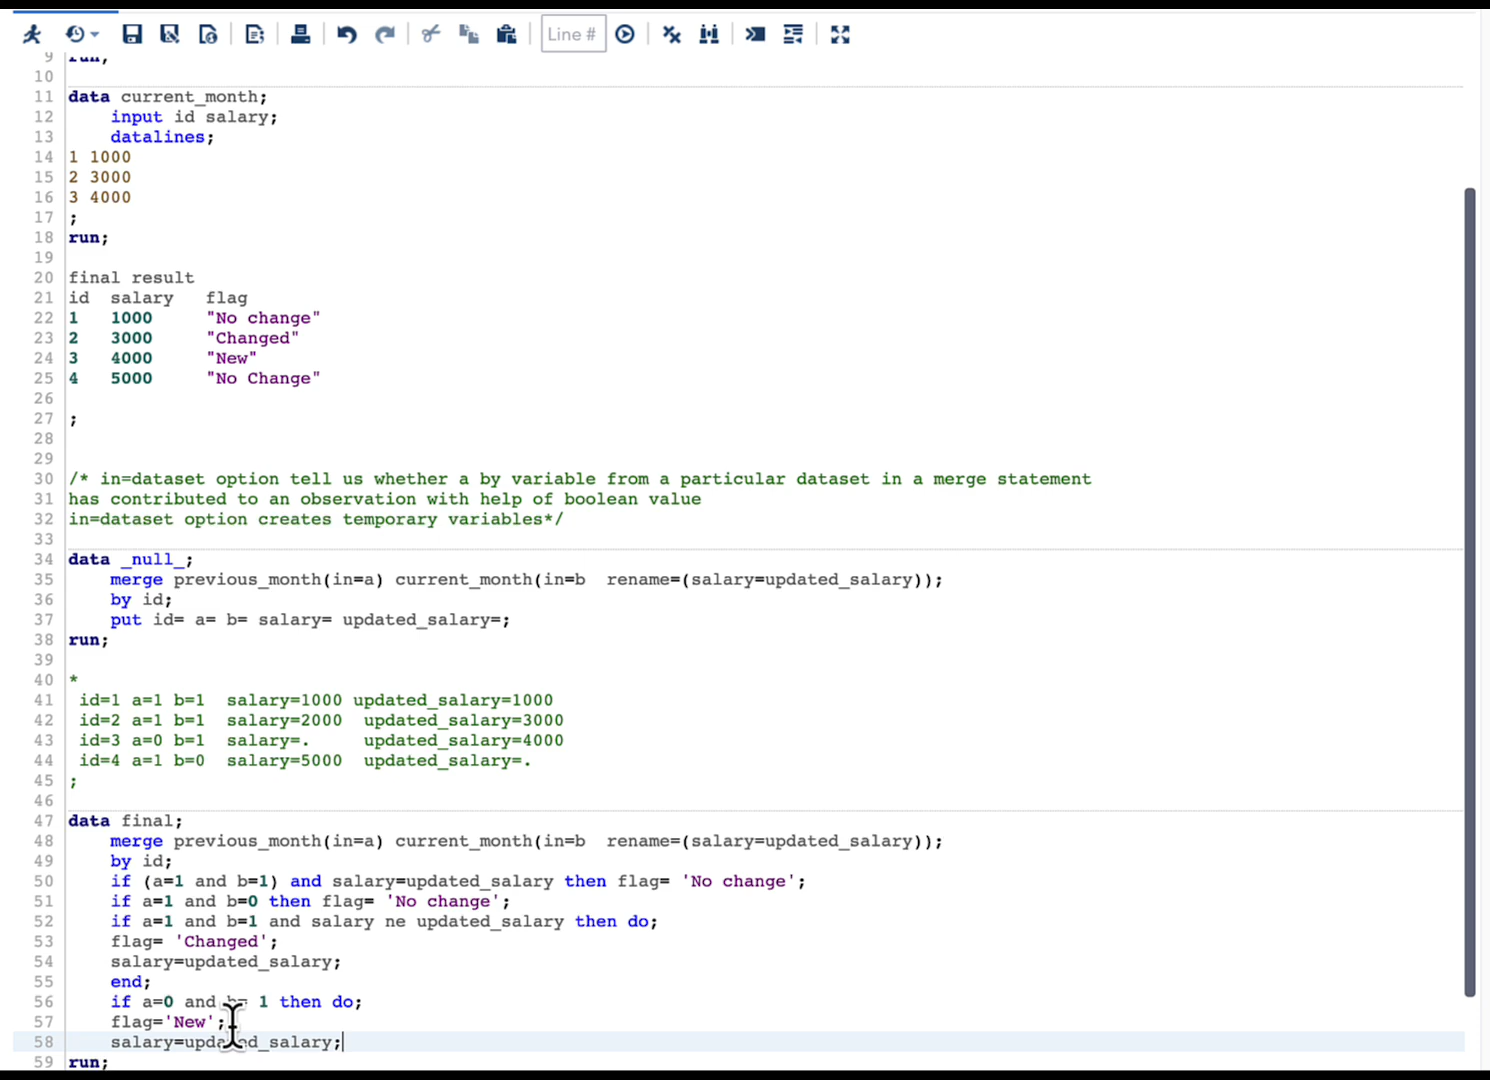 Line #
9 run;
10
11 data current_month;
12 input id salary;
13 datalines;
14 1 1000
15 2 3000
16 3 4000
17 ;
18 run;
19
20 final result
21 id salary flag
22 1 1000 "No change"
23 2 3000 "Changed"
24 3 4000 "New"
25 4 5000 "No Change"
26
27 ;
28
29
30 /* in=dataset option tell us whether a by variable from a particular dataset in a merge statement
31 has contributed to an observation with help of boolean value
32 in=dataset option creates temporary variables*/
33
34 data _null_;
35 merge previous_month(in=a) current_month(in=b rename=(salary=updated_salary));
36 by id;
37 put id= a= b= salary= updated_salary=;
38 run;
39
40 *
41 id=1 a=1 b=1 salary=1000 updated_salary=1000
42 id=2 a=1 b=1 salary=2000 updated_salary=3000
43 id=3 a=0 b=1 salary=. updated_salary=4000
44 id=4 a=1 b=0 salary=5000 updated_salary=.
45 ;
46
47 data final;
48 merge previous_month(in=a) current_month(in=b rename=(salary=updated_salary));
49 by id;
50 if (a=1 and b=1) and salary=updated_salary then flag= 'No change';
51 if a=1 and b=0 then flag= 'No change';
52 if a=1 and b=1 and salary ne updated_salary then do;
53 flag= 'Changed';
54 salary=updated_salary;
55 end;
56 if a=0 and b= 1 then do;
57 flag='New';
58 salary=updated_salary;
59 run;